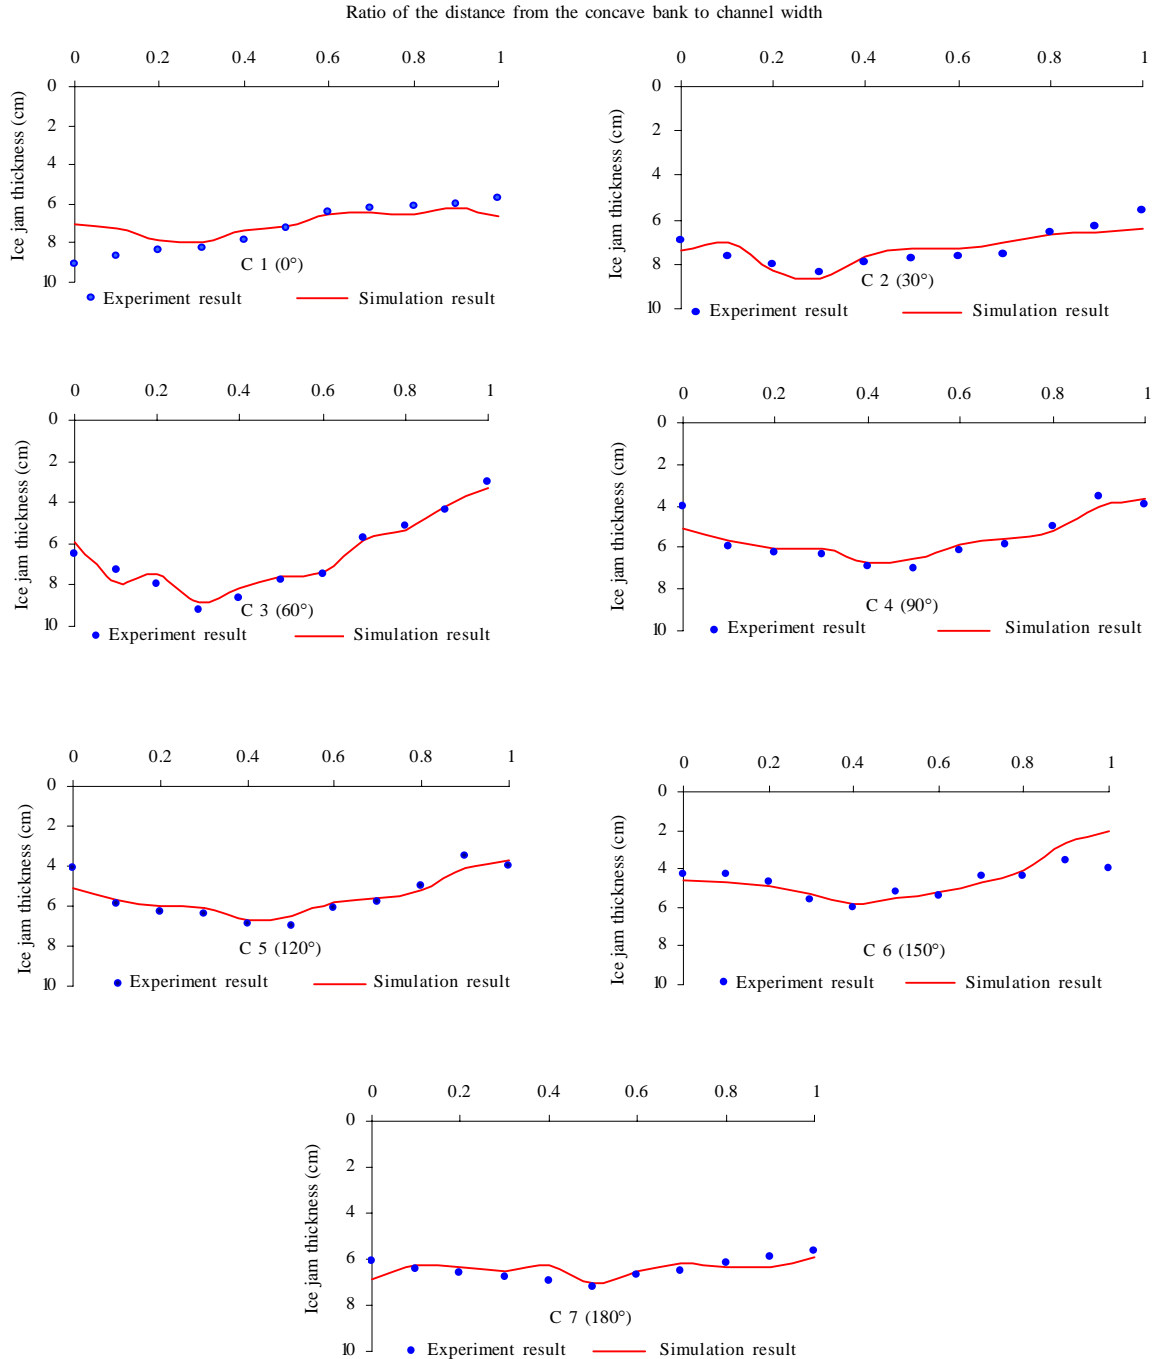 Ratio of the distance from the concave bank to channel width
0 0.2 0.4 0.6 0.8 1
Ice jam thickness (cm)
0
2
4
6
8
10
C 1 (0°)
Experiment result Simulation result
0 0.2 0.4 0.6 0.8 1
Ice jam thickness (cm)
0
2
4
6
8
10
C 2 (30°)
Experiment result Simulation result
0 0.2 0.4 0.6 0.8 1
Ice jam thickness (cm)
0
2
4
6
8
10
C 3 (60°)
Experiment result Simulation result
0 0.2 0.4 0.6 0.8 1
Ice jam thickness (cm)
0
2
4
6
8
10
C 4 (90°)
Experiment result Simulation result
0 0.2 0.4 0.6 0.8 1
Ice jam thickness (cm)
0
2
4
6
8
10
C 5 (120°)
Experiment result Simulation result
0 0.2 0.4 0.6 0.8 1
Ice jam thickness (cm)
0
2
4
6
8
10
C 6 (150°)
Experiment result Simulation result
0 0.2 0.4 0.6 0.8 1
Ice jam thickness (cm)
0
2
4
6
8
10
C 7 (180°)
Experiment result Simulation result